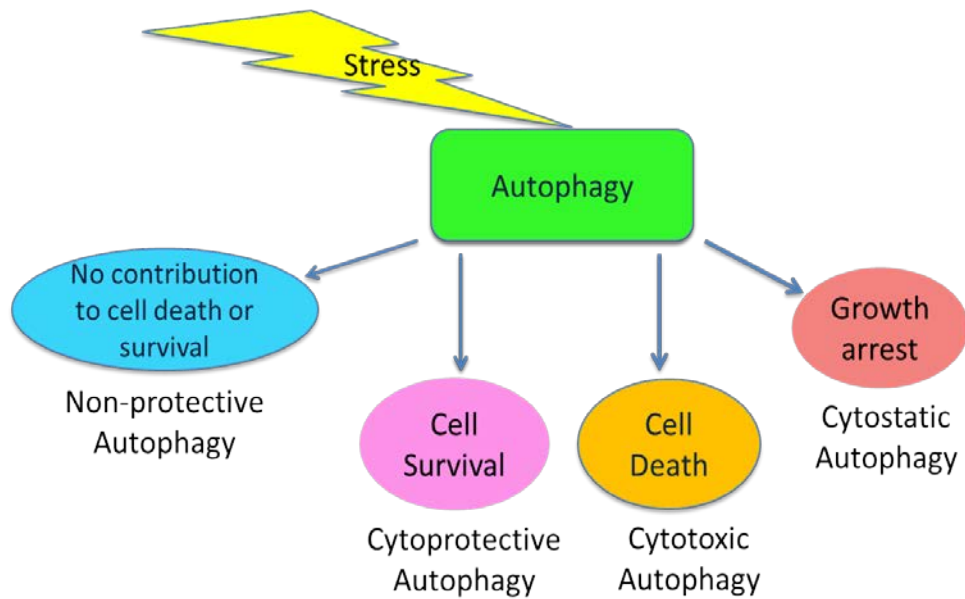 Stress
Autophagy
No contribution
to cell death or
survival
Non-protective
Autophagy
Cell
Survival
Cytoprotective
Autophagy
Cell
Death
Cytotoxic
Autophagy
Growth
arrest
Cytostatic
Autophagy